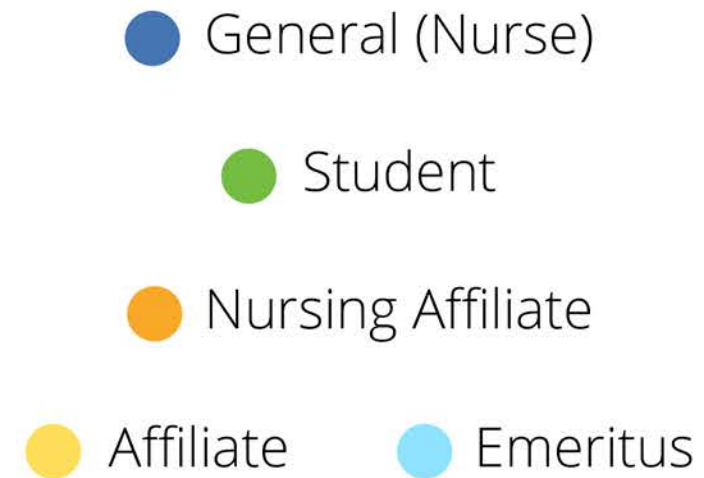 General (Nurse)
Student
Nursing Affiliate
Affiliate
Emeritus